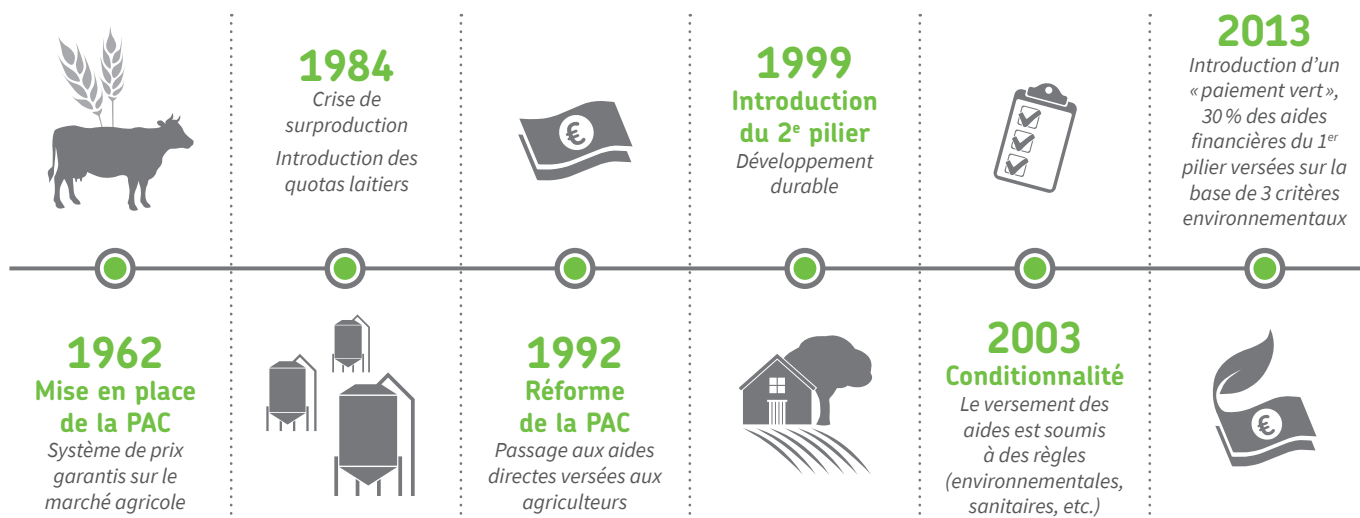 1962
Mise en place
de la PAC
Système de prix
garantis sur le
marché agricole
1984
Crise de
surproduction
Introduction des
quotas laitiers
€
1992
Réforme
de la PAC
Passage aux aides
directes versées aux
agriculteurs
1999
Introduction
du 2e pilier
Développement
durable
2003
Conditionnalité
Le versement des
aides est soumis
à des règles
(environnementales,
sanitaires, etc.)
2013
Introduction d’un
« paiement vert »,
30 % des aides
financières du 1er
pilier versées sur la
base de 3 critères
environnementaux
€